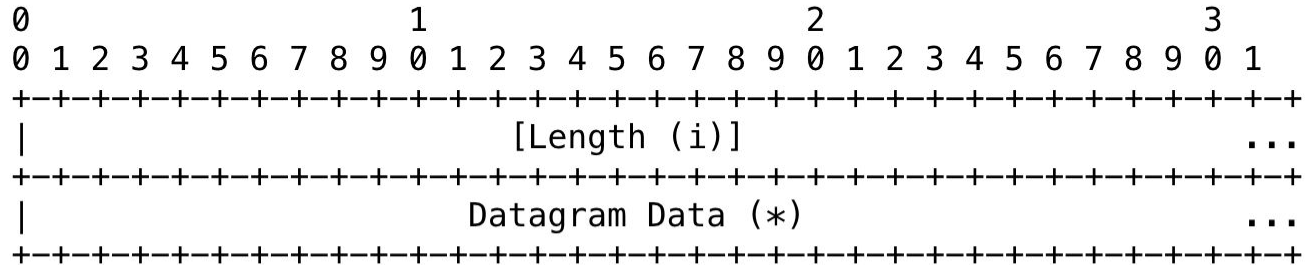 0                   1                   2                   3
0 1 2 3 4 5 6 7 8 9 0 1 2 3 4 5 6 7 8 9 0 1 2 3 4 5 6 7 8 9 0 1
+-+-+-+-+-+-+-+-+-+-+-+-+-+-+-+-+-+-+-+-+-+-+-+-+-+-+-+-+-+-+-+-+
|                        [Length (i)]                         ...
+-+-+-+-+-+-+-+-+-+-+-+-+-+-+-+-+-+-+-+-+-+-+-+-+-+-+-+-+-+-+-+-+
|                      Datagram Data (*)                      ...
+-+-+-+-+-+-+-+-+-+-+-+-+-+-+-+-+-+-+-+-+-+-+-+-+-+-+-+-+-+-+-+-+